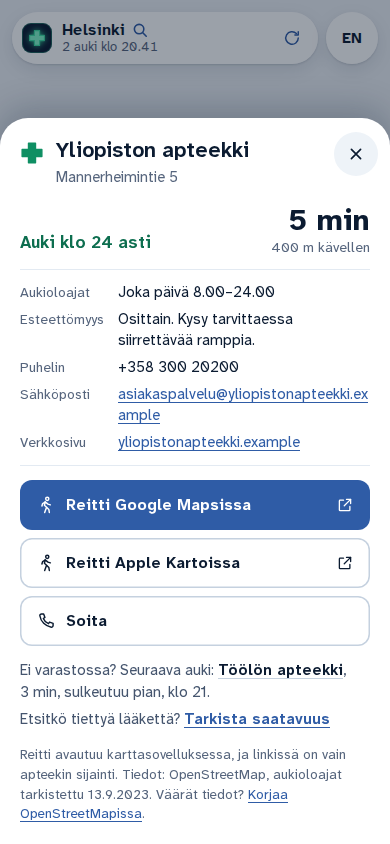 Helsinki
2 auki klo 20.41
EN
Yliopiston apteekki
Mannerheimintie 5
5 min
Auki klo 24 asti
400 m kävellen
Aukioloajat
Joka päivä 8.00–24.00
Esteettömyys
Osittain. Kysy tarvittaessa
siirrettävää ramppia.
Puhelin
+358 300 20200
Sähköposti
asiakaspalvelu@yliopistonapteekki.ex
ample
Verkkosivu
yliopistonapteekki.example
Reitti Google Mapsissa
Reitti Apple Kartoissa
Soita
Ei varastossa? Seuraava auki: Töölön apteekki,
3 min, sulkeutuu pian, klo 21.
Etsitkö tiettyä lääkettä? Tarkista saatavuus
Reitti avautuu karttasovelluksessa, ja linkissä on vain
apteekin sijainti. Tiedot: OpenStreetMap, aukioloajat
tarkistettu 13.9.2023. Väärät tiedot? Korjaa
OpenStreetMapissa.